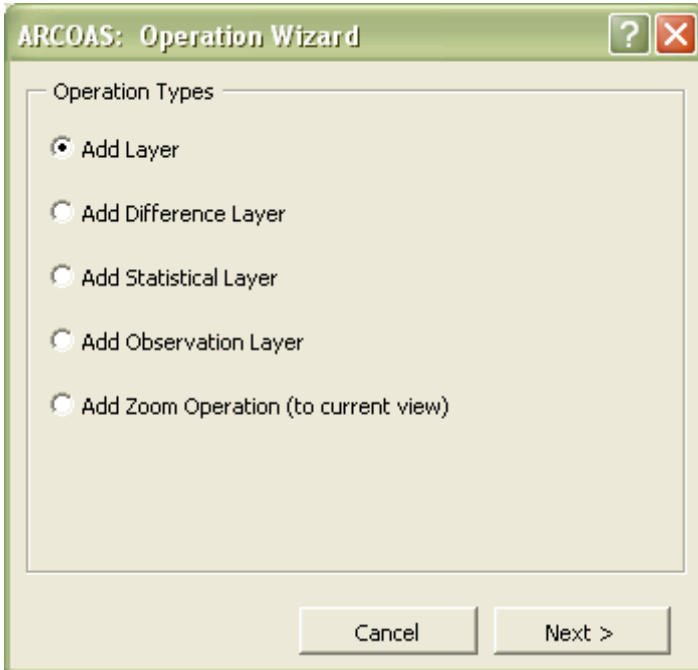 ARCOAS: Operation Wizard
Operation Types
Add Layer
Add Difference Layer
Add Statistical Layer
Add Observation Layer
Add Zoom Operation (to current view)
Cancel Next >